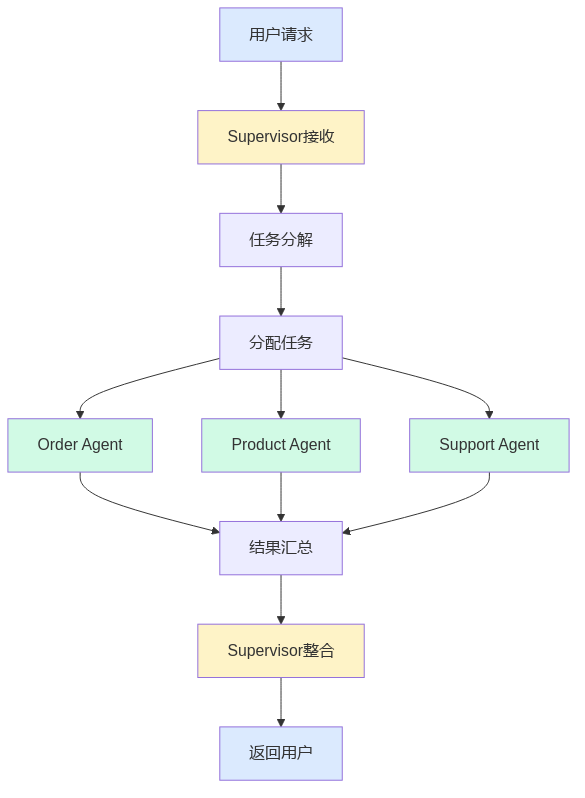 用户请求
Supervisor接收
任务分解
分配任务
Order Agent
Product Agent
Support Agent
结果汇总
Supervisor整合
返回用户